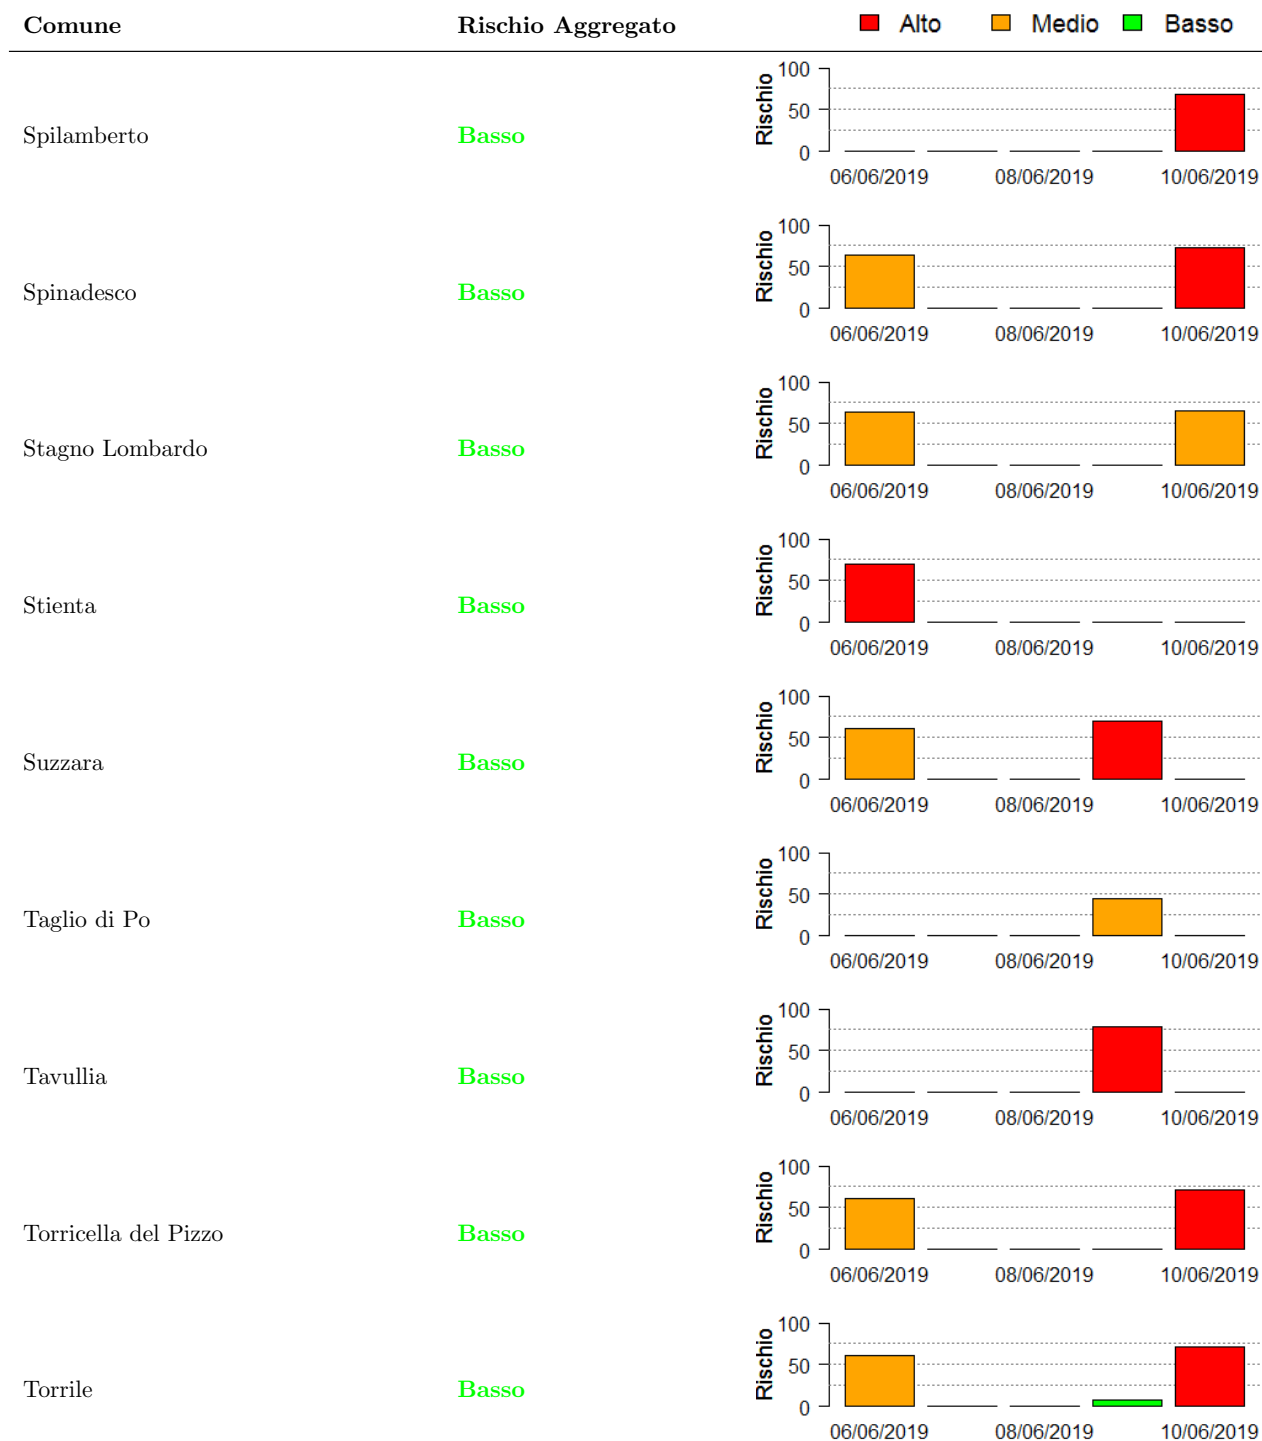 Comune Rischio Aggregato Alto Medio Basso
100
50
0
Rischio
Spilamberto Basso
06/06/2019 08/06/2019 10/06/2019
100
50
0
Rischio
Spinadesco Basso
06/06/2019 08/06/2019 10/06/2019
100
50
0
Rischio
Stagno Lombardo Basso
06/06/2019 08/06/2019 10/06/2019
100
50
0
Rischio
Stienta Basso
06/06/2019 08/06/2019 10/06/2019
100
50
0
Rischio
Suzzara Basso
06/06/2019 08/06/2019 10/06/2019
100
50
0
Rischio
Taglio di Po Basso
06/06/2019 08/06/2019 10/06/2019
100
50
0
Rischio
Tavullia Basso
06/06/2019 08/06/2019 10/06/2019
100
50
0
Rischio
Torricella del Pizzo Basso
06/06/2019 08/06/2019 10/06/2019
100
50
0
Rischio
Torrile Basso
06/06/2019 08/06/2019 10/06/2019